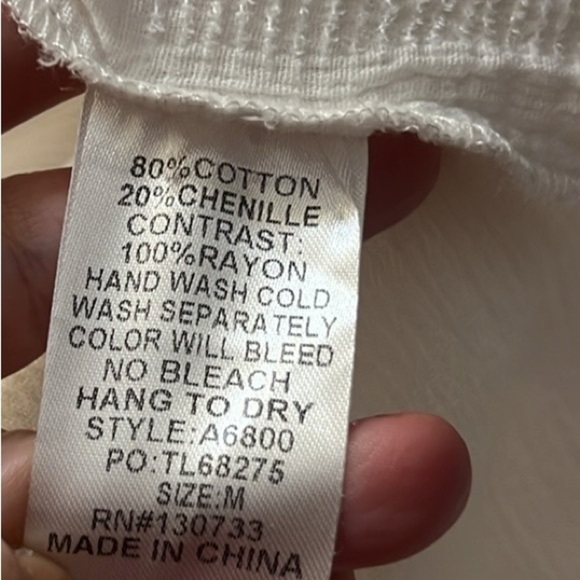 80%COTTON
20%CHENILLE
CONTRAST:
100%RAYON
HAND WASH COLD
WASH SEPARATELY
COLOR WILL BLEED
NO BLEACH
HANG TO DRY
STYLE:A6800
PO:TL68275
SIZE:M
RN#130733
MADE IN CHINA